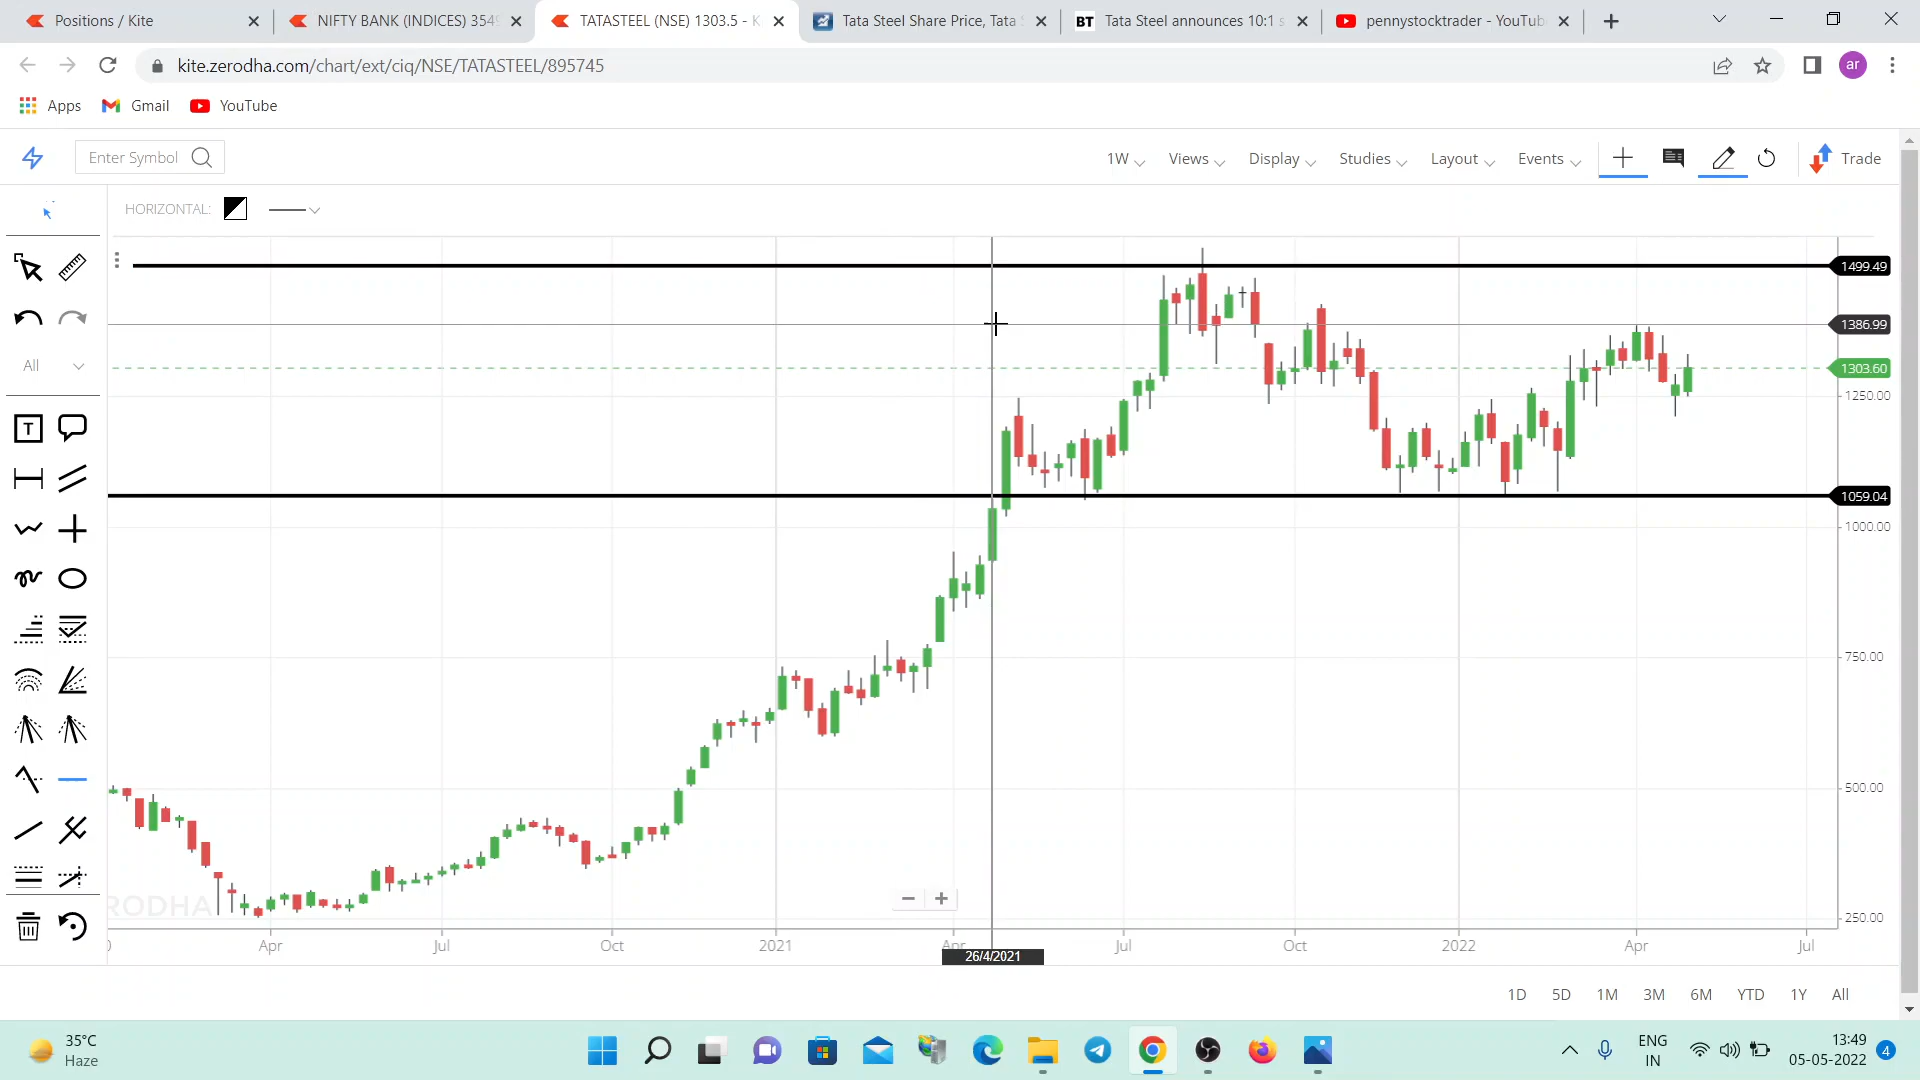 Positions / Kite
NIFTY BANK (INDICES) 3549
TATASTEEL (NSE) 1303.5 - K
Tata Steel Share Price, Tata S
BT Tata Steel announces 10:1 s
pennystocktrader - YouTub
kite.zerodha.com/chart/ext/ciq/NSE/TATASTEEL/895745
ar
Apps
Gmail
YouTube
Enter Symbol
1W
Views
Display
Studies
Layout
Events
Trade
HORIZONTAL:
All
T
1499.49
1386.99
1303.60
1250.00
1059.04
1000.00
750.00
500.00
250.00
RODHA
Apr
Jul
Oct
2021
Apr
Jul
Oct
2022
Apr
Jul
26/4/2021
1D 5D 1M 3M 6M YTD 1Y All
35°C
Haze
ENG
IN
13:49
05-05-2022
4